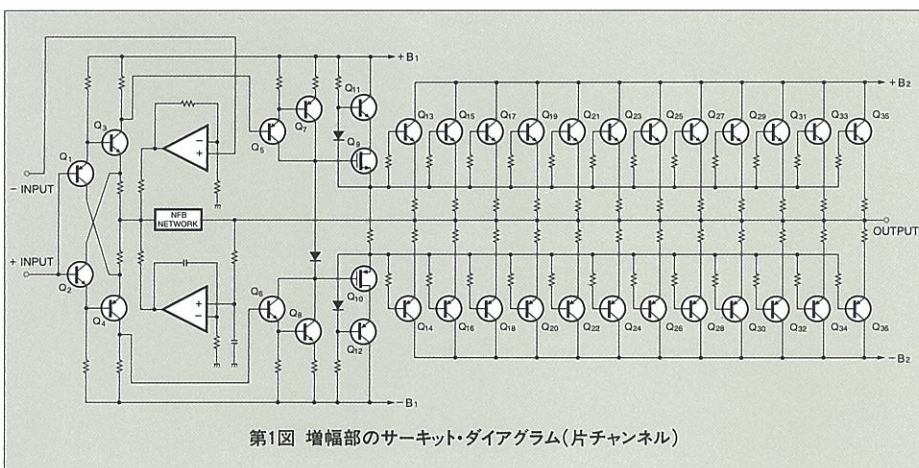 +B₁
+B₂
Q₁₁
Q₃
Q₇
Q₁₃ Q₁₅ Q₁₇ Q₁₉ Q₂₁ Q₂₃ Q₂₅ Q₂₇ Q₂₉ Q₃₁ Q₃₃ Q₃₅
Q₁
Q₅
Q₉
− INPUT
NFB
NETWORK
OUTPUT
+ INPUT
Q₂
Q₆
Q₁₀
Q₄
Q₈
Q₁₂
Q₁₄ Q₁₆ Q₁₈ Q₂₀ Q₂₂ Q₂₄ Q₂₆ Q₂₈ Q₃₀ Q₃₂ Q₃₄ Q₃₆
−B₂
−B₁
第1図 増幅部のサーキット・ダイアグラム(片チャンネル)